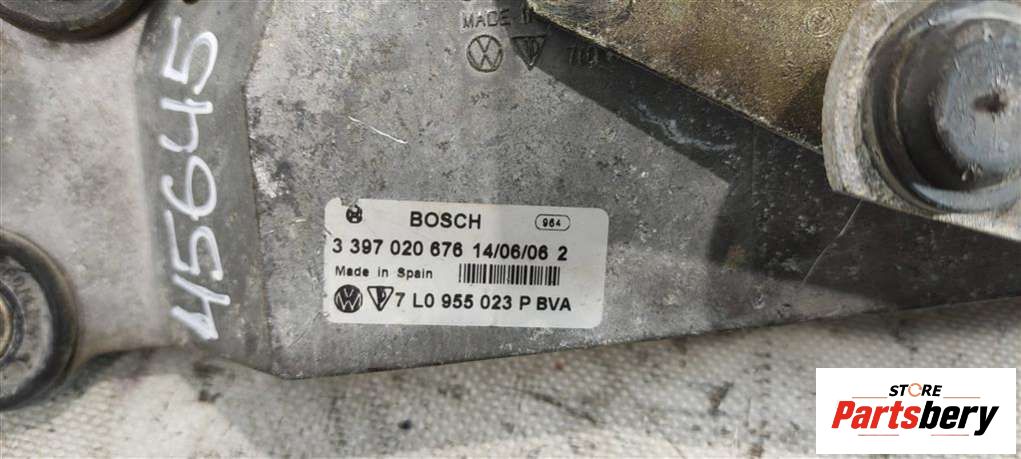 MADE IN
45645
BOSCH 964
3 397 020 676 14/06/06 2
Made in Spain
7 L0 955 023 P BVA
STORE
Partsbery